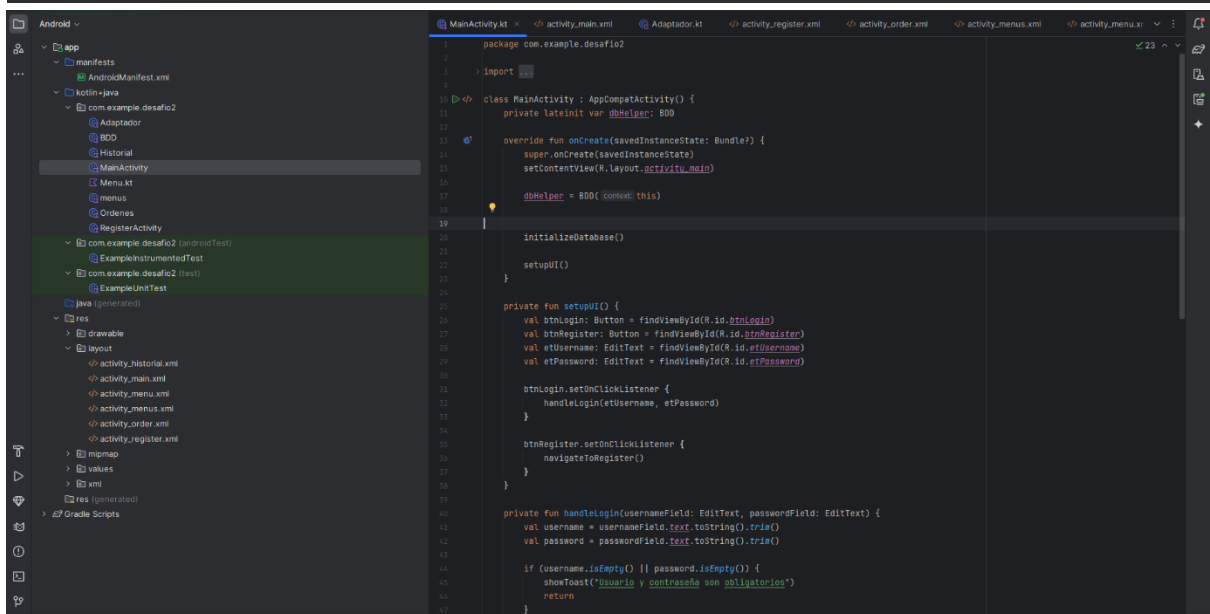 Android
app
manifests
AndroidManifest.xml
kotlin+java
com.example.desafio2
Adaptador
BDD
Historial
MainActivity
Menu.kt
menus
Ordenes
RegisterActivity
com.example.desafio2 (androidTest)
ExampleInstrumentedTest
com.example.desafio2 (test)
ExampleUnitTest
java (generated)
res
drawable
layout
activity_historial.xml
activity_main.xml
activity_menu.xml
activity_menus.xml
activity_order.xml
activity_register.xml
mipmap
values
xml
res (generated)
Gradle Scripts
MainActivity.kt × activity_main.xml Adaptador.kt activity_register.xml activity_order.xml activity_menus.xml
23
1 package com.example.desafio2
2
3 import ...
9
10 class MainActivity : AppCompatActivity() {
11 private lateinit var dbHelper: BDD
12
13 override fun onCreate(savedInstanceState: Bundle?) {
14 super.onCreate(savedInstanceState)
15 setContentView(R.layout.activity_main)
16
17 dbHelper = BDD( context: this)
18
19
20 initializeDatabase()
21
22 setupUI()
23 }
24
25 private fun setupUI() {
26 val btnLogin: Button = findViewById(R.id.btnLogin)
27 val btnRegister: Button = findViewById(R.id.btnRegister)
28 val etUsername: EditText = findViewById(R.id.etUsername)
29 val etPassword: EditText = findViewById(R.id.etPassword)
30
31 btnLogin.setOnClickListener {
32 handleLogin(etUsername, etPassword)
33 }
34
35 btnRegister.setOnClickListener {
36 navigateToRegister()
37 }
38 }
39
40 private fun handleLogin(usernameField: EditText, passwordField: EditText) {
41 val username = usernameField.text.toString().trim()
42 val password = passwordField.text.toString().trim()
43
44 if (username.isEmpty() || password.isEmpty()) {
45 showToast("Usuario y contraseña son obligatorios")
46 return
47 }